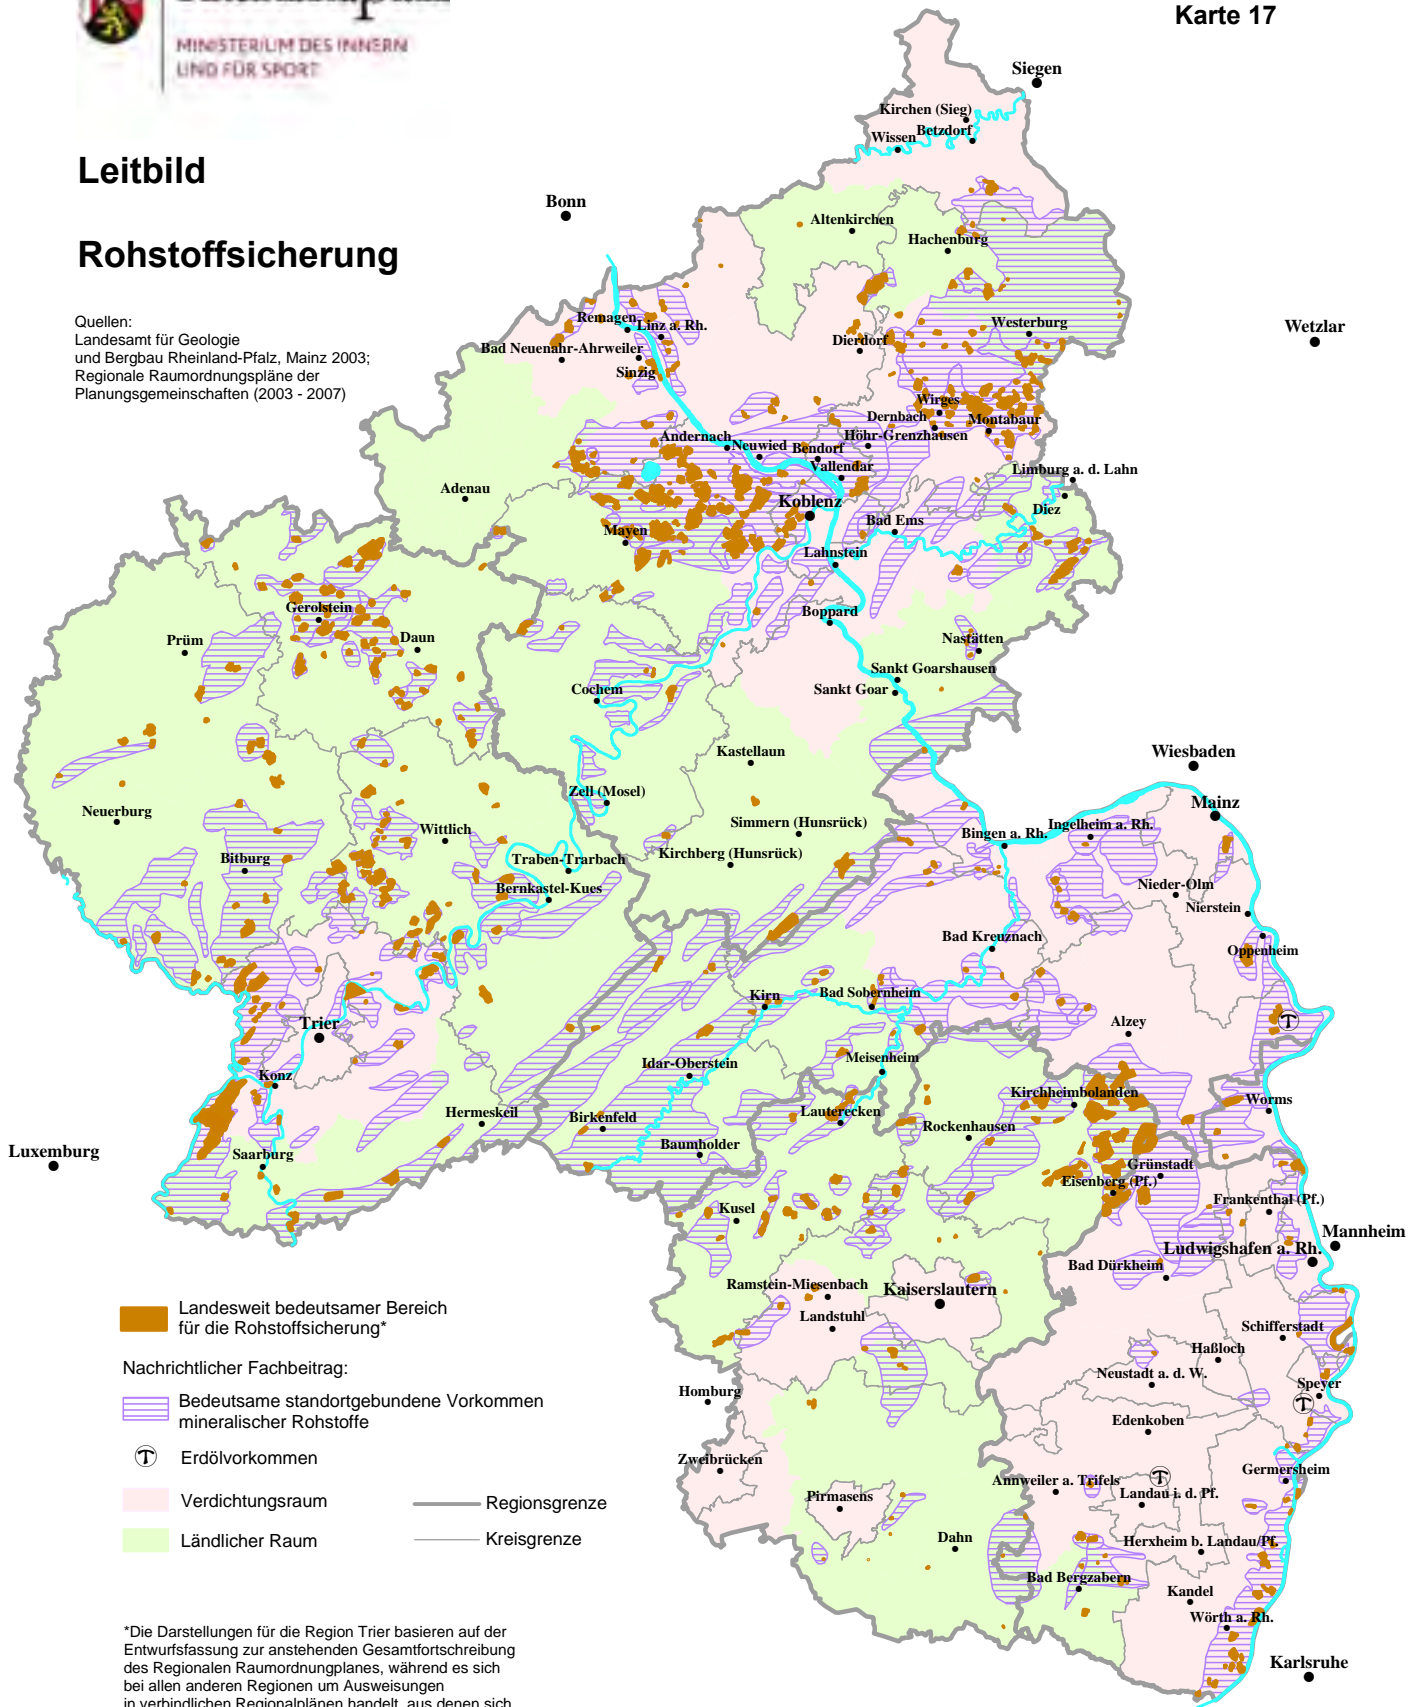 Karte 17
MINISTERIUM DES INNERN
UND FÜR SPORT
Leitbild
Rohstoffsicherung
Quellen:
Landesamt für Geologie
und Bergbau Rheinland-Pfalz, Mainz 2003;
Regionale Raumordnungspläne der
Planungsgemeinschaften (2003 - 2007)
Siegen
Kirchen (Sieg)
Wissen
Betzdorf
Bonn
Altenkirchen
Hachenburg
Remagen
Linz a. Rh.
Westerburg
Wetzlar
Bad Neuenahr-Ahrweiler
Dierdorf
Sinzig
Wirges
Dernbach
Montabaur
Andernach
Neuwied
Bendorf
Höhr-Grenzhausen
Vallendar
Limburg a. d. Lahn
Adenau
Koblenz
Diez
Mayen
Bad Ems
Lahnstein
Gerolstein
Boppard
Prüm
Daun
Nastätten
Sankt Goarshausen
Cochem
Sankt Goar
Kastellaun
Wiesbaden
Zell (Mosel)
Mainz
Neuerburg
Wittlich
Simmern (Hunsrück)
Bingen a. Rh.
Ingelheim a. Rh.
Bitburg
Traben-Trarbach
Kirchberg (Hunsrück)
Bernkastel-Kues
Nieder-Olm
Nierstein
Bad Kreuznach
Oppenheim
Kirn
Bad Sobernheim
Trier
Alzey
Idar-Oberstein
Meisenheim
Konz
Kirchheimbolanden
Worms
Birkenfeld
Hermeskeil
Lauterecken
Rockenhausen
Luxemburg
Saarburg
Baumholder
Grünstadt
Eisenberg (Pf.)
Frankenthal (Pf.)
Kusel
Mannheim
Ludwigshafen a. Rh.
Bad Dürkheim
Ramstein-Miesenbach
Kaiserslautern
Landstuhl
Schifferstadt
Haßloch
Neustadt a. d. W.
Speyer
Homburg
Edenkoben
Zweibrücken
Germersheim
Annweiler a. Trifels
Landau i. d. Pf.
Pirmasens
Dahn
Herxheim b. Landau/Pf.
Bad Bergzabern
Kandel
Wörth a. Rh.
Karlsruhe
Landesweit bedeutsamer Bereich
für die Rohstoffsicherung*
Nachrichtlicher Fachbeitrag:
Bedeutsame standortgebundene Vorkommen
mineralischer Rohstoffe
Erdölvorkommen
Verdichtungsraum
Regionsgrenze
Ländlicher Raum
Kreisgrenze
*Die Darstellungen für die Region Trier basieren auf der
Entwurfsfassung zur anstehenden Gesamtfortschreibung
des Regionalen Raumordnungplanes, während es sich
bei allen anderen Regionen um Ausweisungen
in verbindlichen Regionalplänen handelt, aus denen sich